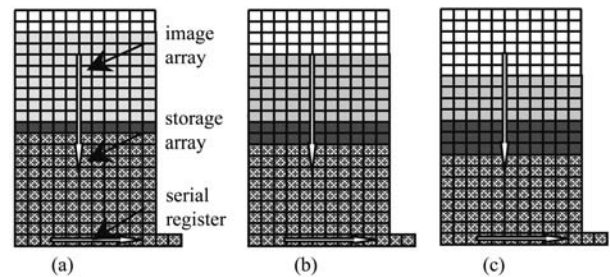 image
array
storage
array
serial
register
(a)
(b)
(c)